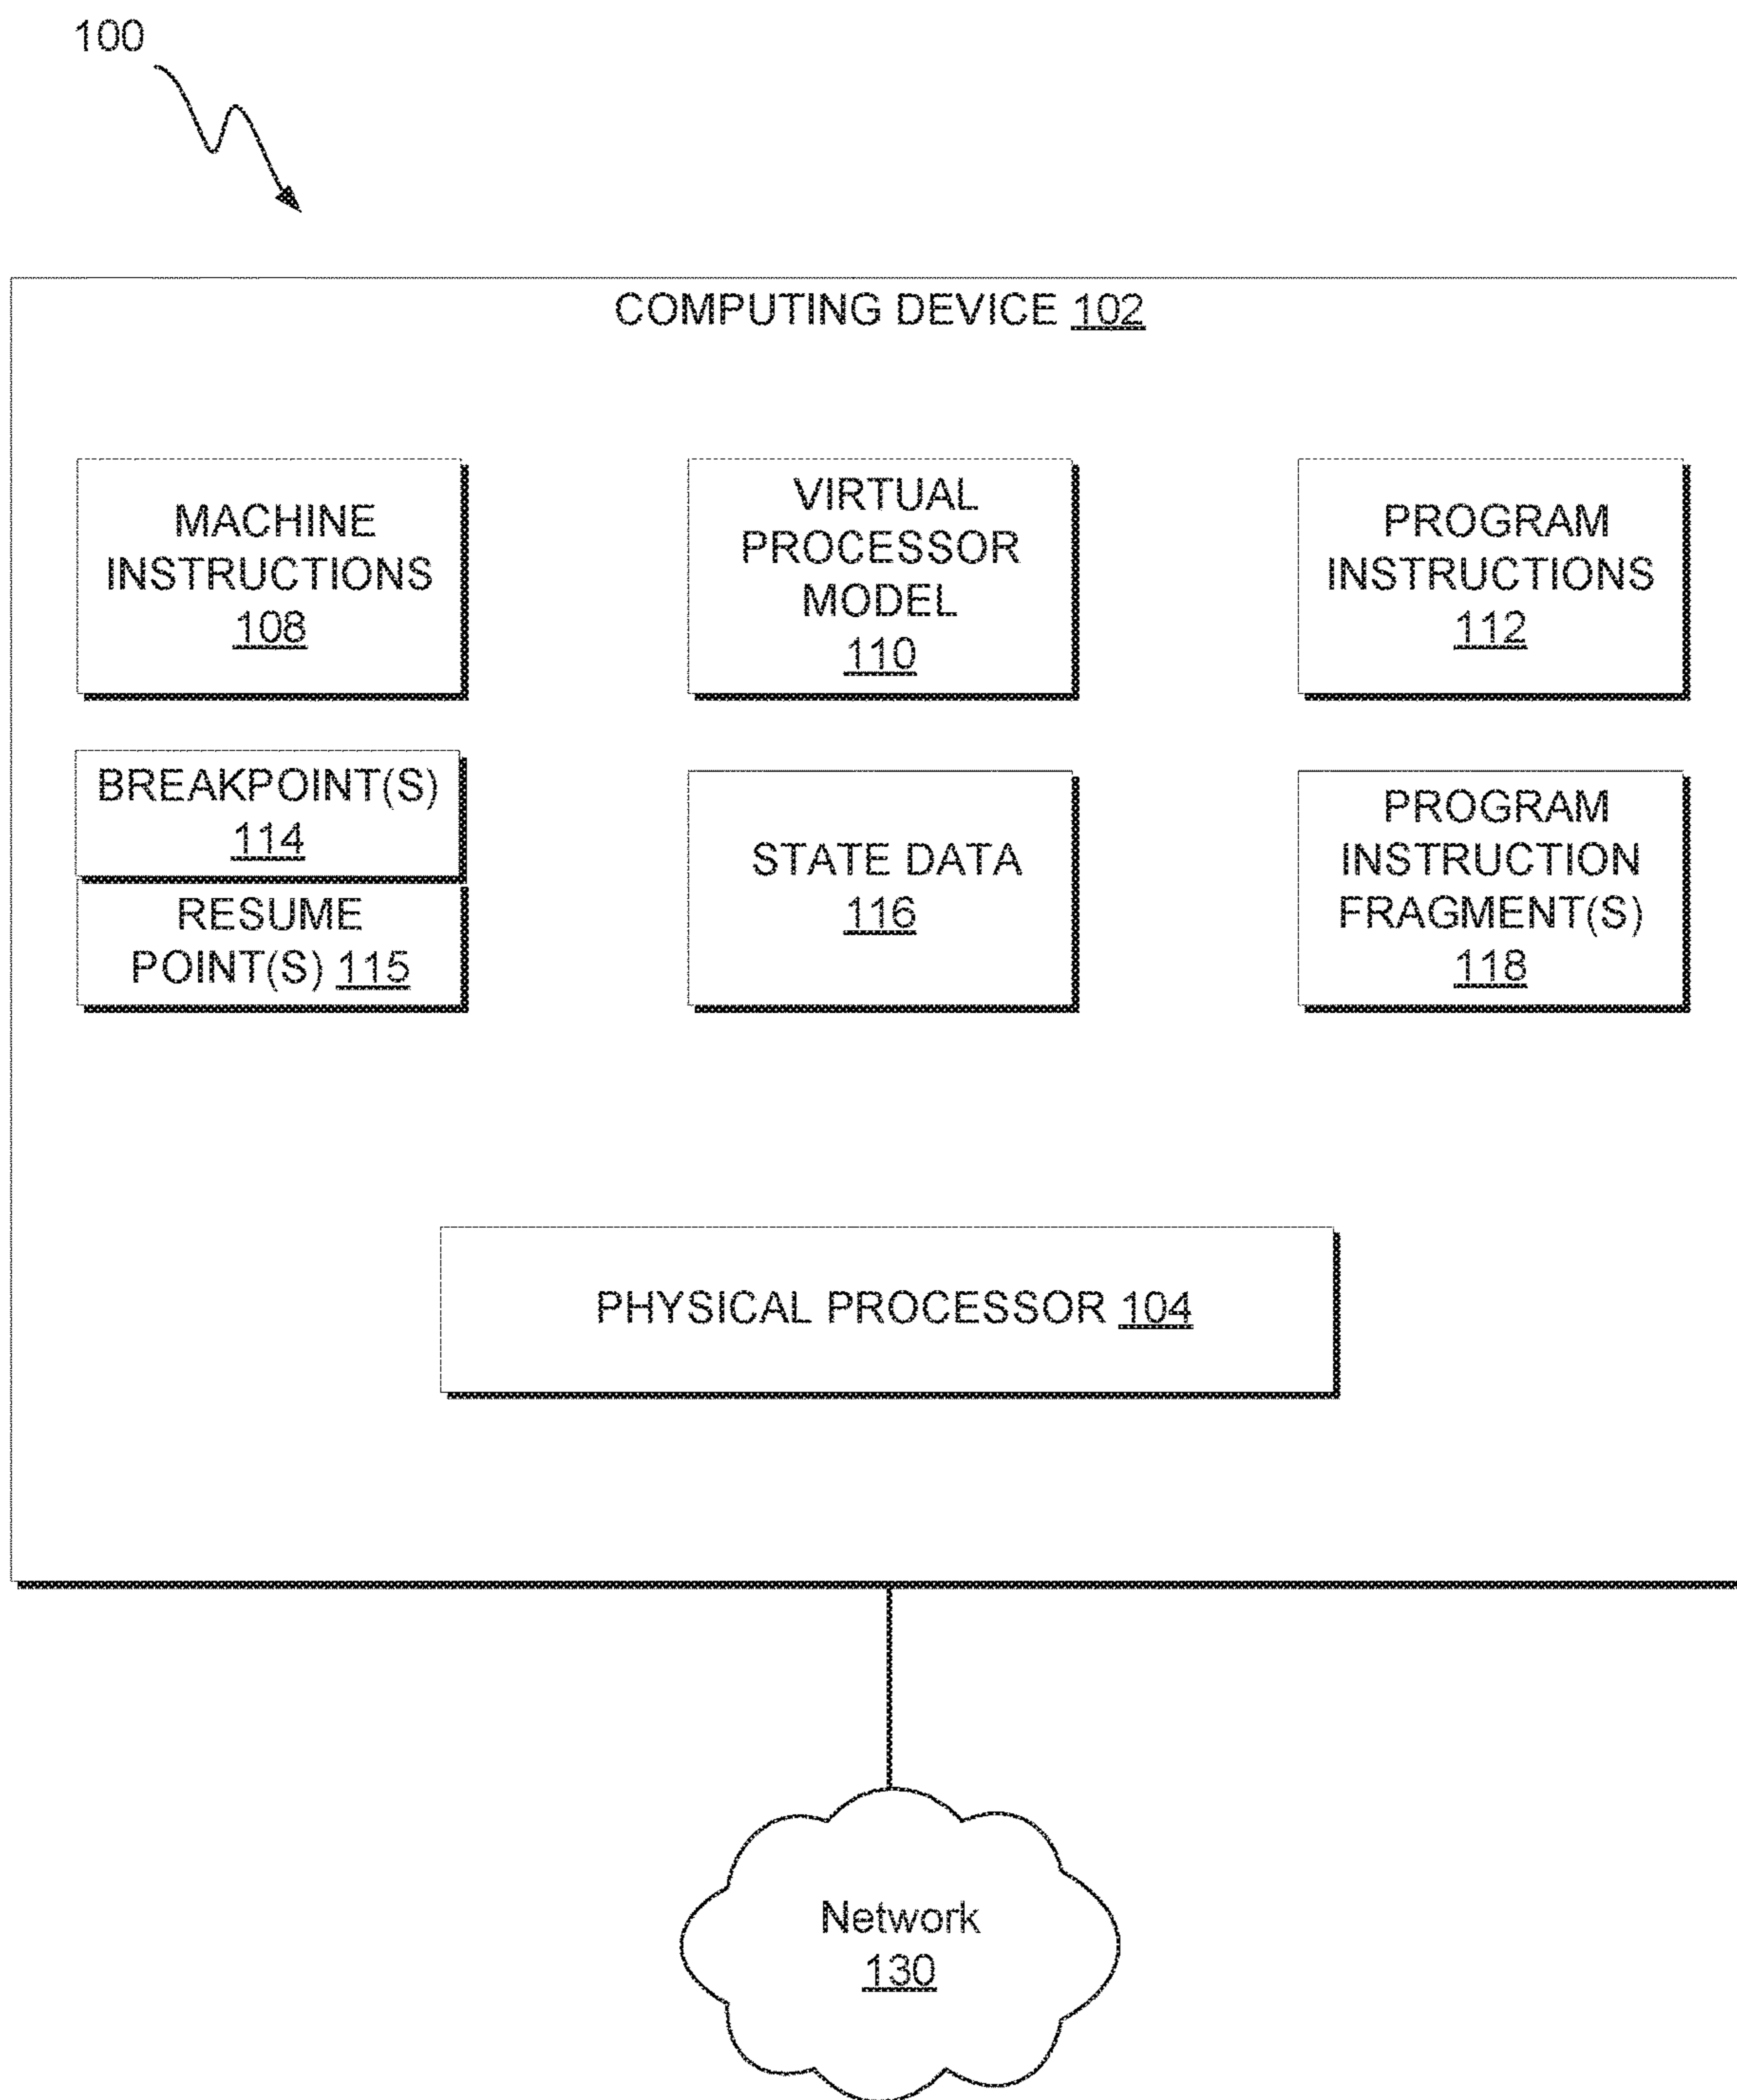 100
COMPUTING DEVICE 102
MACHINE
INSTRUCTIONS
108
VIRTUAL
PROCESSOR
MODEL
110
PROGRAM
INSTRUCTIONS
112
BREAKPOINT(S)
114
RESUME
POINT(S) 115
STATE DATA
116
PROGRAM
INSTRUCTION
FRAGMENT(S)
118
PHYSICAL PROCESSOR 104
Network
130